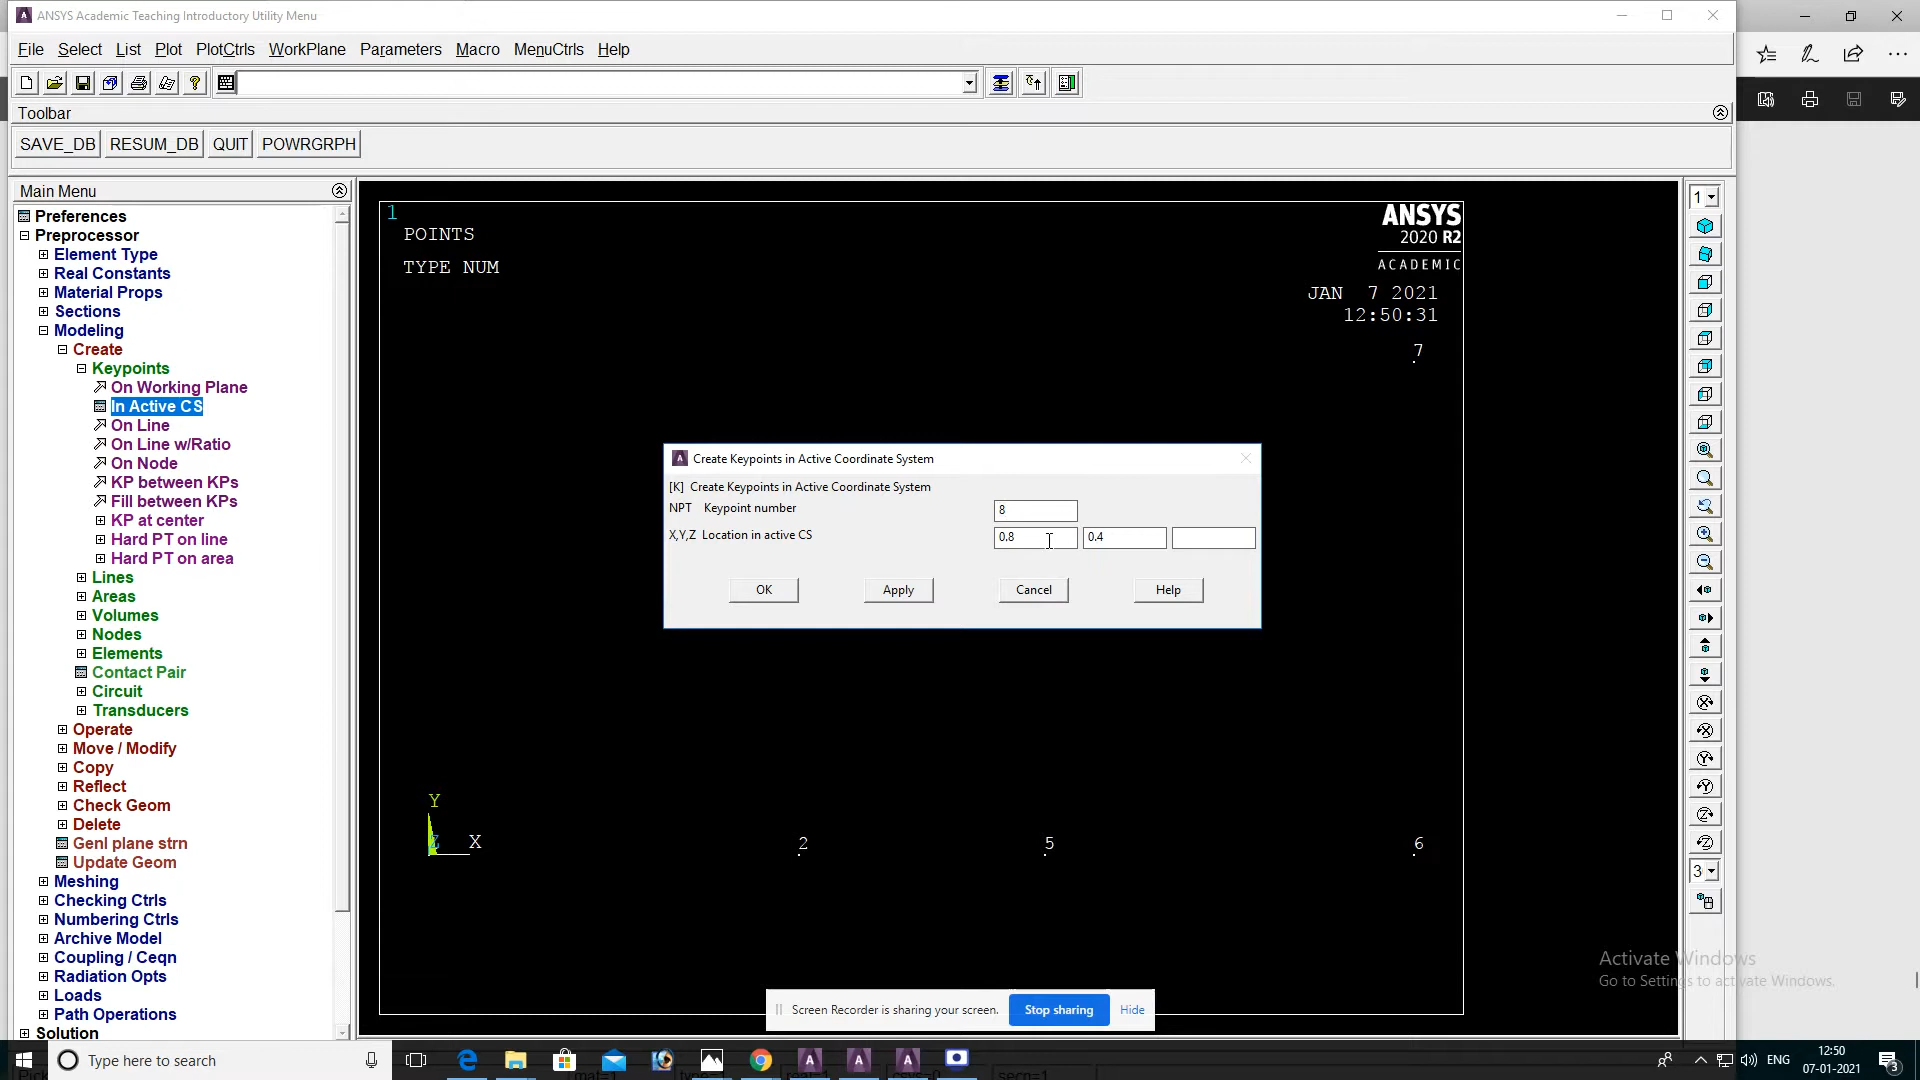 ANSYS Academic Teaching Introductory Utility Menu
File Select List Plot PlotCtrls WorkPlane Parameters Macro MenuCtrls Help
Toolbar
SAVE_DB RESUM_DB QUIT POWRGRPH
Main Menu
Preferences
Preprocessor
Element Type
Real Constants
Material Props
Sections
Modeling
Create
Keypoints
On Working Plane
In Active CS
On Line
On Line w/Ratio
On Node
KP between KPs
Fill between KPs
KP at center
Hard PT on line
Hard PT on area
Lines
Areas
Volumes
Nodes
Elements
Contact Pair
Circuit
Transducers
Operate
Move / Modify
Copy
Reflect
Check Geom
Delete
Genl plane strn
Update Geom
Meshing
Checking Ctrls
Numbering Ctrls
Archive Model
Coupling / Ceqn
Radiation Opts
Loads
Path Operations
Solution
1
POINTS
TYPE NUM
ANSYS
2020 R2
ACADEMIC
JAN 7 2021
12:50:31
7
Create Keypoints in Active Coordinate System
[K] Create Keypoints in Active Coordinate System
NPT Keypoint number 8
X,Y,Z Location in active CS 0.8 0.4
OK Apply Cancel Help
Y
Z X 2 5 6
1
3
Activate Windows
Go to Settings to activate Windows.
Screen Recorder is sharing your screen. Stop sharing Hide
Type here to search
ENG
12:50
07-01-2021
3